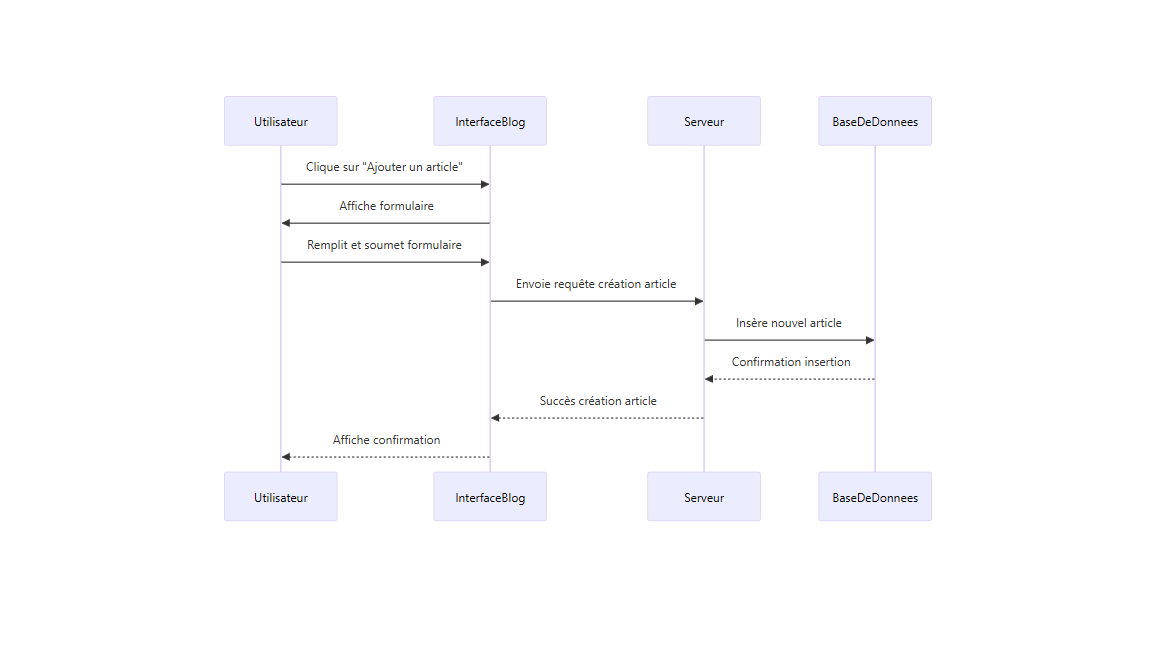 Utilisateur
InterfaceBlog
Serveur
BaseDeDonnees
Clique sur "Ajouter un article"
Affiche formulaire
Remplit et soumet formulaire
Envoie requête création article
Insère nouvel article
Confirmation insertion
Succès création article
Affiche confirmation
Utilisateur
InterfaceBlog
Serveur
BaseDeDonnees